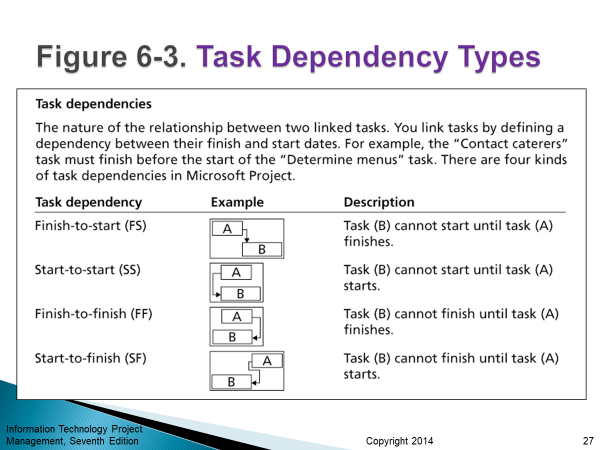 Figure 6-3. Task Dependency Types
Task dependencies
The nature of the relationship between two linked tasks. You link tasks by defining a
dependency between their finish and start dates. For example, the “Contact caterers”
task must finish before the start of the “Determine menus” task. There are four kinds
of task dependencies in Microsoft Project.
Task dependency Example Description
Finish-to-start (FS) A B Task (B) cannot start until task (A)
finishes.
Start-to-start (SS) A B Task (B) cannot start until task (A)
starts.
Finish-to-finish (FF) A B Task (B) cannot finish until task (A)
finishes.
Start-to-finish (SF) A B Task (B) cannot finish until task (A)
starts.
Information Technology Project
Management, Seventh Edition Copyright 2014 27